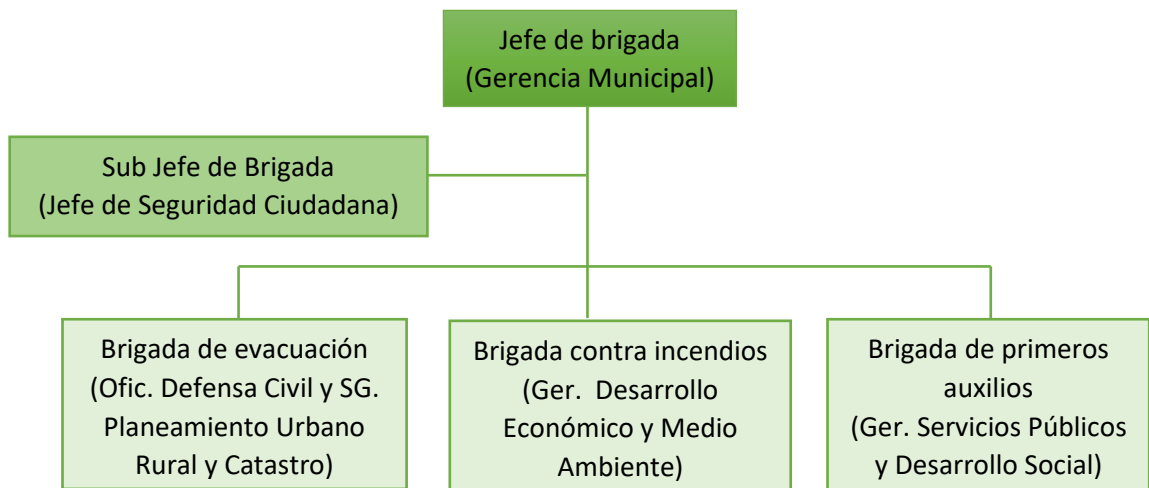 Jefe de brigada
(Gerencia Municipal)
Sub Jefe de Brigada
(Jefe de Seguridad Ciudadana)
Brigada de evacuación
(Ofic. Defensa Civil y SG.
Planeamiento Urbano
Rural y Catastro)
Brigada contra incendios
(Ger. Desarrollo
Económico y Medio
Ambiente)
Brigada de primeros
auxilios
(Ger. Servicios Públicos
y Desarrollo Social)